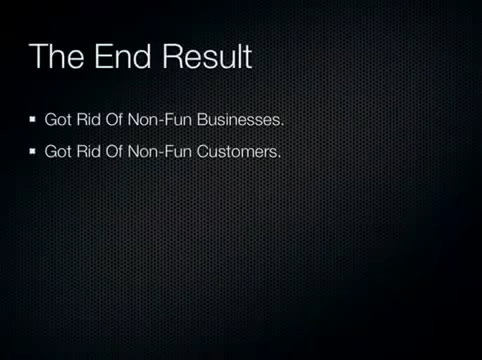 The End Result
Got Rid Of Non-Fun Businesses.
Got Rid Of Non-Fun Customers.